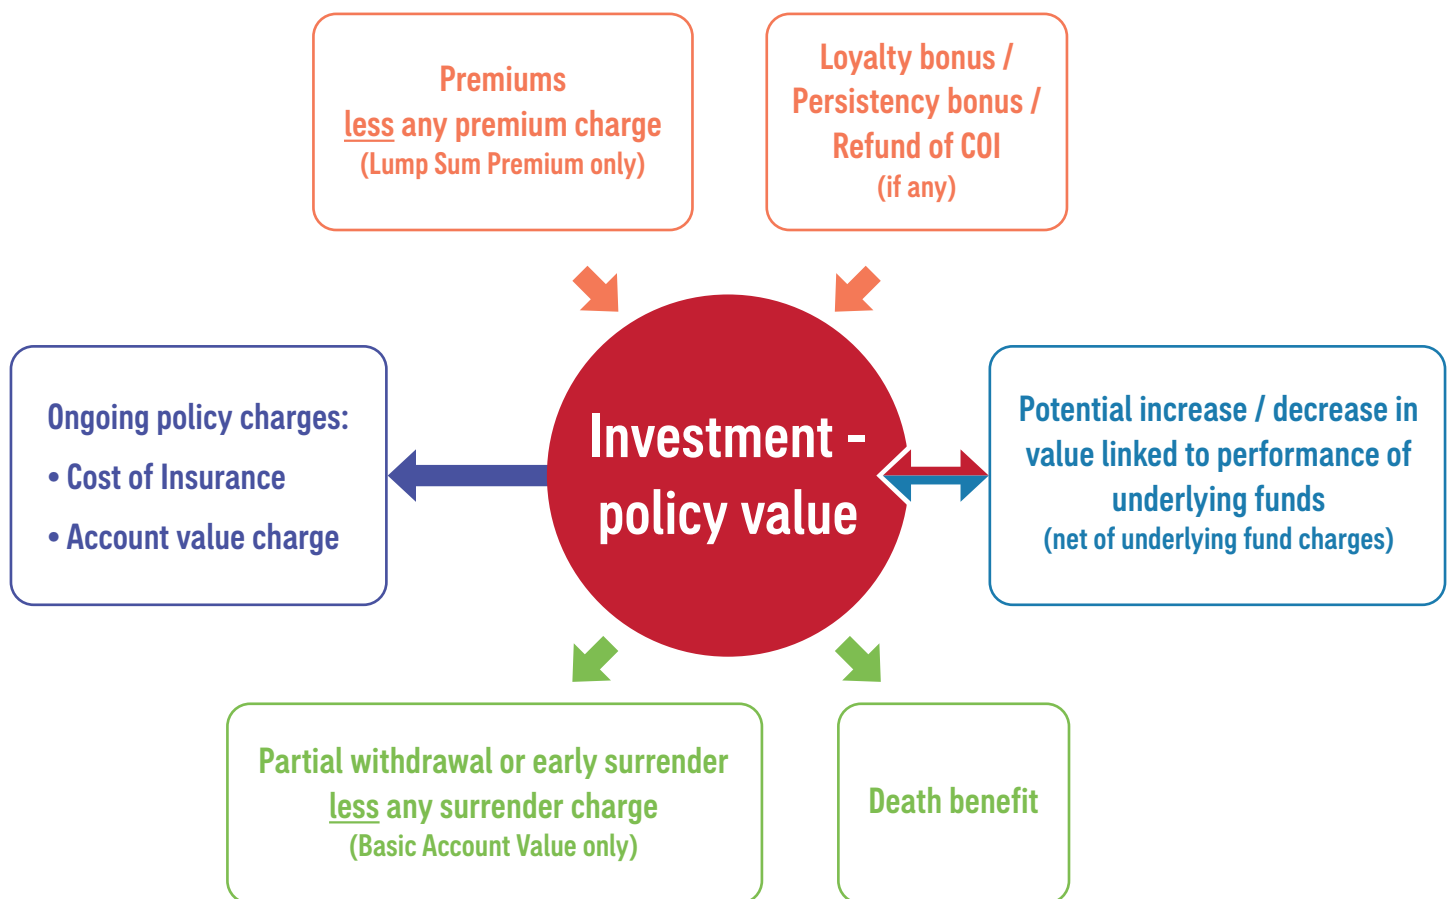 Premiums
less any premium charge
(Lump Sum Premium only)
Loyalty bonus /
Persistency bonus /
Refund of COI
(if any)
Ongoing policy charges:
• Cost of Insurance
• Account value charge
Investment -
policy value
Potential increase / decrease in
value linked to performance of
underlying funds
(net of underlying fund charges)
Partial withdrawal or early surrender
less any surrender charge
(Basic Account Value only)
Death benefit